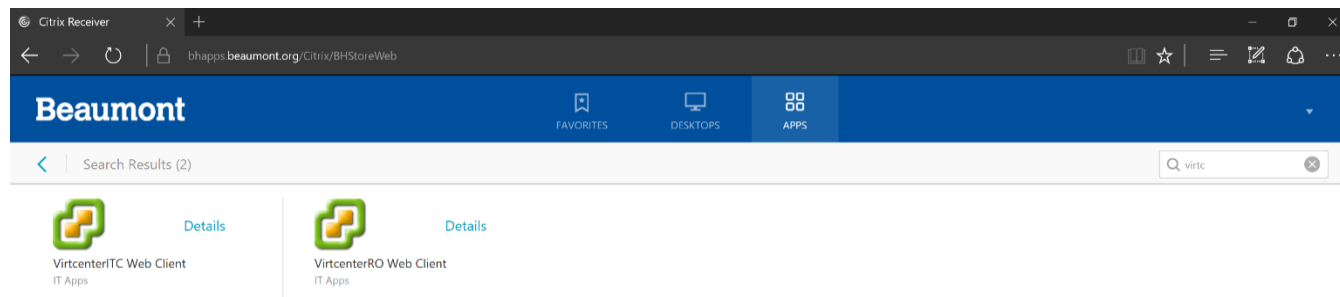 Citrix Receiver
bhapps.beaumont.org/Citrix/BHStoreWeb
Beaumont
FAVORITES
DESKTOPS
APPS
Search Results (2)
virtc
Details
VirtcenterITC Web Client
IT Apps
Details
VirtcenterRO Web Client
IT Apps